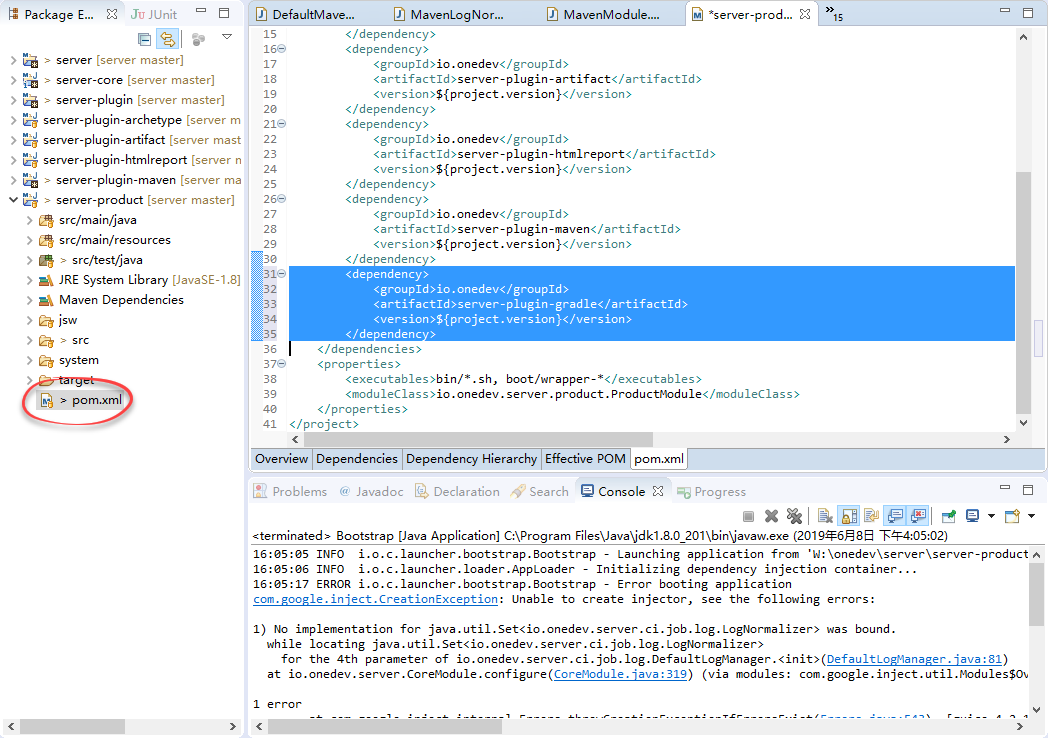 Package E...
JUnit
> server [server master]
> server-core [server master]
> server-plugin [server master]
server-plugin-archetype [server m
server-plugin-artifact [server mast
server-plugin-htmlreport [server n
> server-plugin-maven [server ma
> server-product [server master]
src/main/java
src/main/resources
> src/test/java
JRE System Library [JavaSE-1.8]
Maven Dependencies
jsw
> src
system
target
> pom.xml
DefaultMave...
MavenLogNor...
MavenModule....
*server-prod...
»15
15 </dependency>
16 <dependency>
17 <groupId>io.onedev</groupId>
18 <artifactId>server-plugin-artifact</artifactId>
19 <version>${project.version}</version>
20 </dependency>
21 <dependency>
22 <groupId>io.onedev</groupId>
23 <artifactId>server-plugin-htmlreport</artifactId>
24 <version>${project.version}</version>
25 </dependency>
26 <dependency>
27 <groupId>io.onedev</groupId>
28 <artifactId>server-plugin-maven</artifactId>
29 <version>${project.version}</version>
30 </dependency>
31 <dependency>
32 <groupId>io.onedev</groupId>
33 <artifactId>server-plugin-gradle</artifactId>
34 <version>${project.version}</version>
35 </dependency>
36 </dependencies>
37 <properties>
38 <executables>bin/*.sh, boot/wrapper-*</executables>
39 <moduleClass>io.onedev.server.product.ProductModule</moduleClass>
40 </properties>
41 </project>
Overview Dependencies Dependency Hierarchy Effective POM pom.xml
Problems @ Javadoc Declaration Search Console Progress
<terminated> Bootstrap [Java Application] C:\Program Files\Java\jdk1.8.0_201\bin\javaw.exe (2019年6月8日 下午4:05:02)
16:05:05 INFO i.o.c.launcher.bootstrap.Bootstrap - Launching application from 'W:\onedev\server\server-product
16:05:06 INFO i.o.c.launcher.loader.AppLoader - Initializing dependency injection container...
16:05:17 ERROR i.o.c.launcher.bootstrap.Bootstrap - Error booting application
com.google.inject.CreationException: Unable to create injector, see the following errors:
1) No implementation for java.util.Set<io.onedev.server.ci.job.log.LogNormalizer> was bound.
while locating java.util.Set<io.onedev.server.ci.job.log.LogNormalizer>
for the 4th parameter of io.onedev.server.ci.job.log.DefaultLogManager.<init>(DefaultLogManager.java:81)
at io.onedev.server.CoreModule.configure(CoreModule.java:319) (via modules: com.google.inject.util.Modules$Ov
1 error
at com.google.inject.internal.Errors.throwCreationExceptionIfErrorsExist(Errors.java:543)